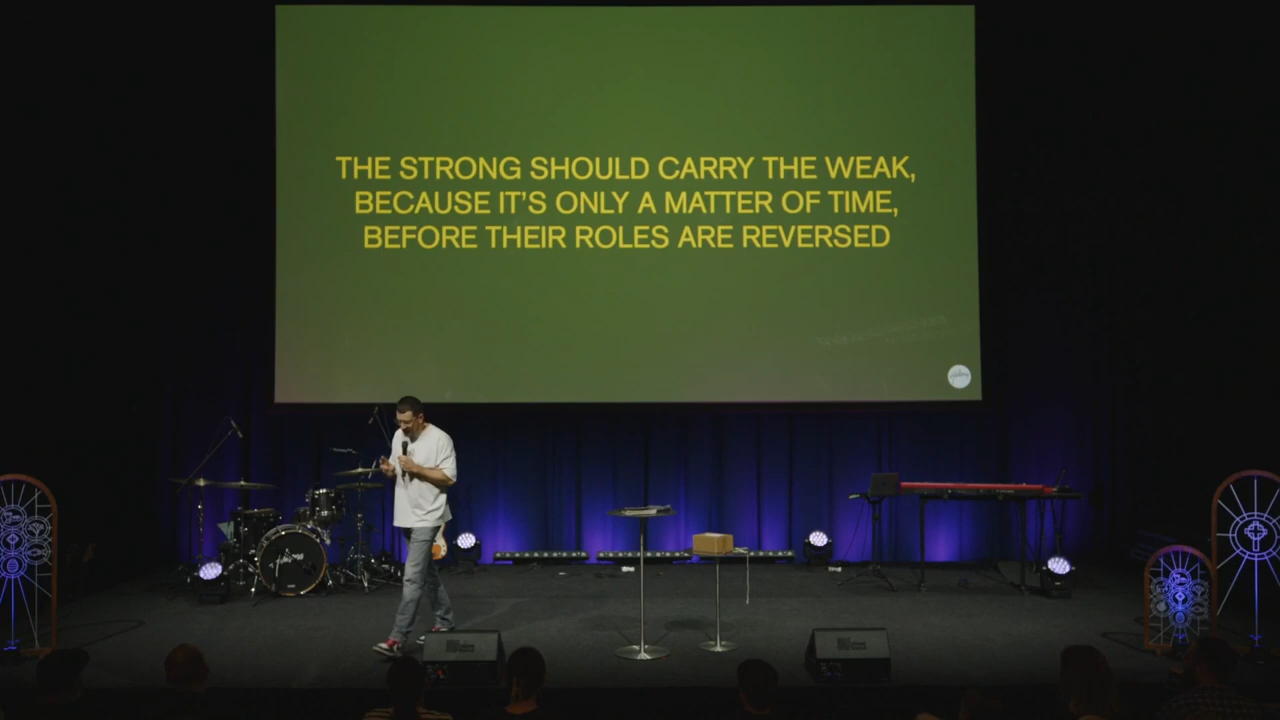 THE STRONG SHOULD CARRY THE WEAK,
BECAUSE IT'S ONLY A MATTER OF TIME,
BEFORE THEIR ROLES ARE REVERSED